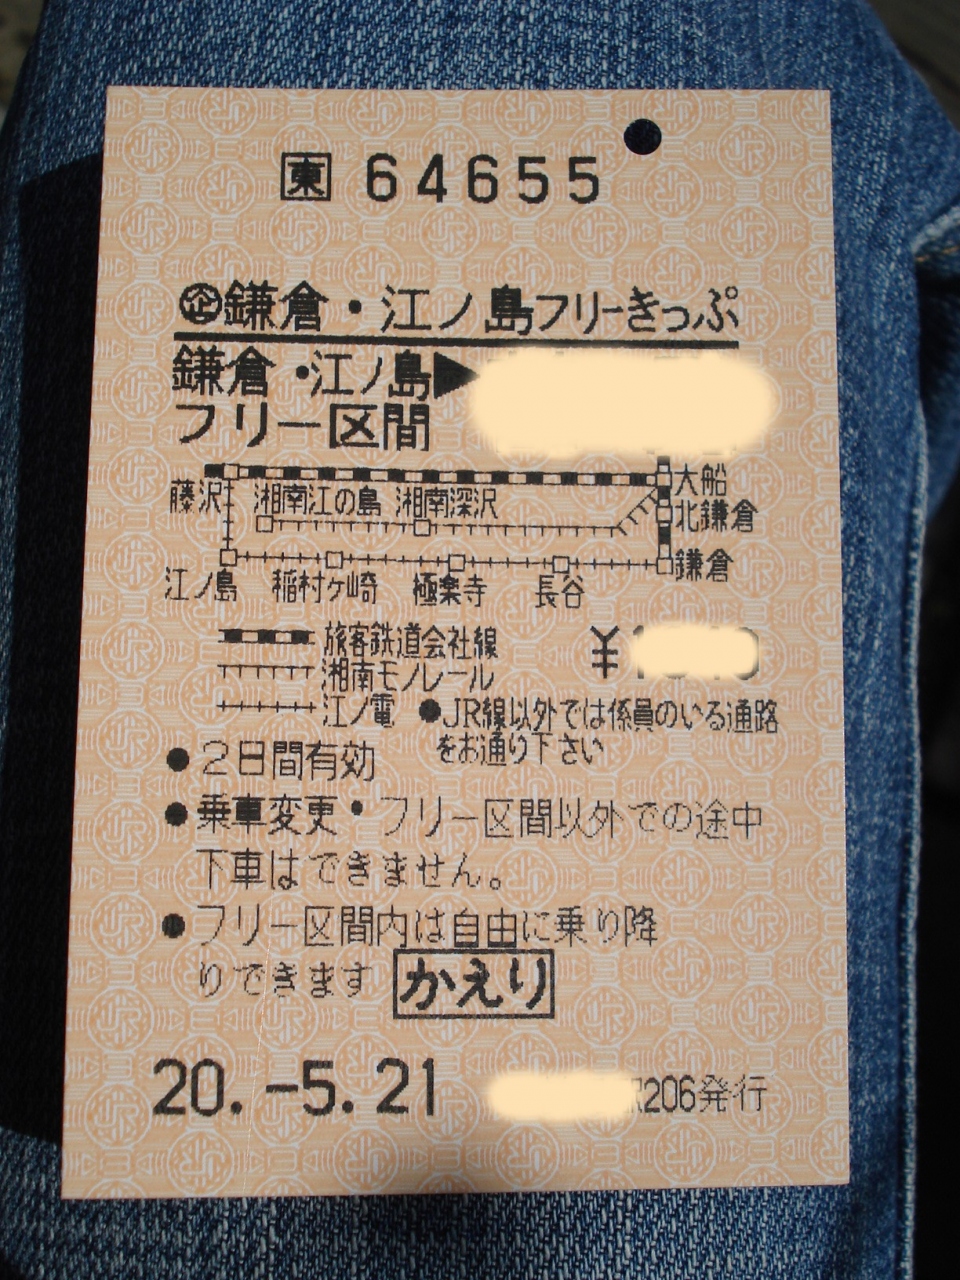 東 64655
企 鎌倉・江ノ島フリーきっぷ
鎌倉・江ノ島▶
フリー区間
藤沢 湘南江の島 湘南深沢 大船
北鎌倉
江ノ島 稲村ヶ崎 極楽寺 長谷 鎌倉
旅客鉄道会社線 ¥
湘南モノレール
江ノ電 ●JR線以外では係員のいる通路
をお通り下さい
●2日間有効
●乗車変更・フリー区間以外での途中
下車はできません。
●フリー区間内は自由に乗り降
りできます かえり
20.-5.21 206発行